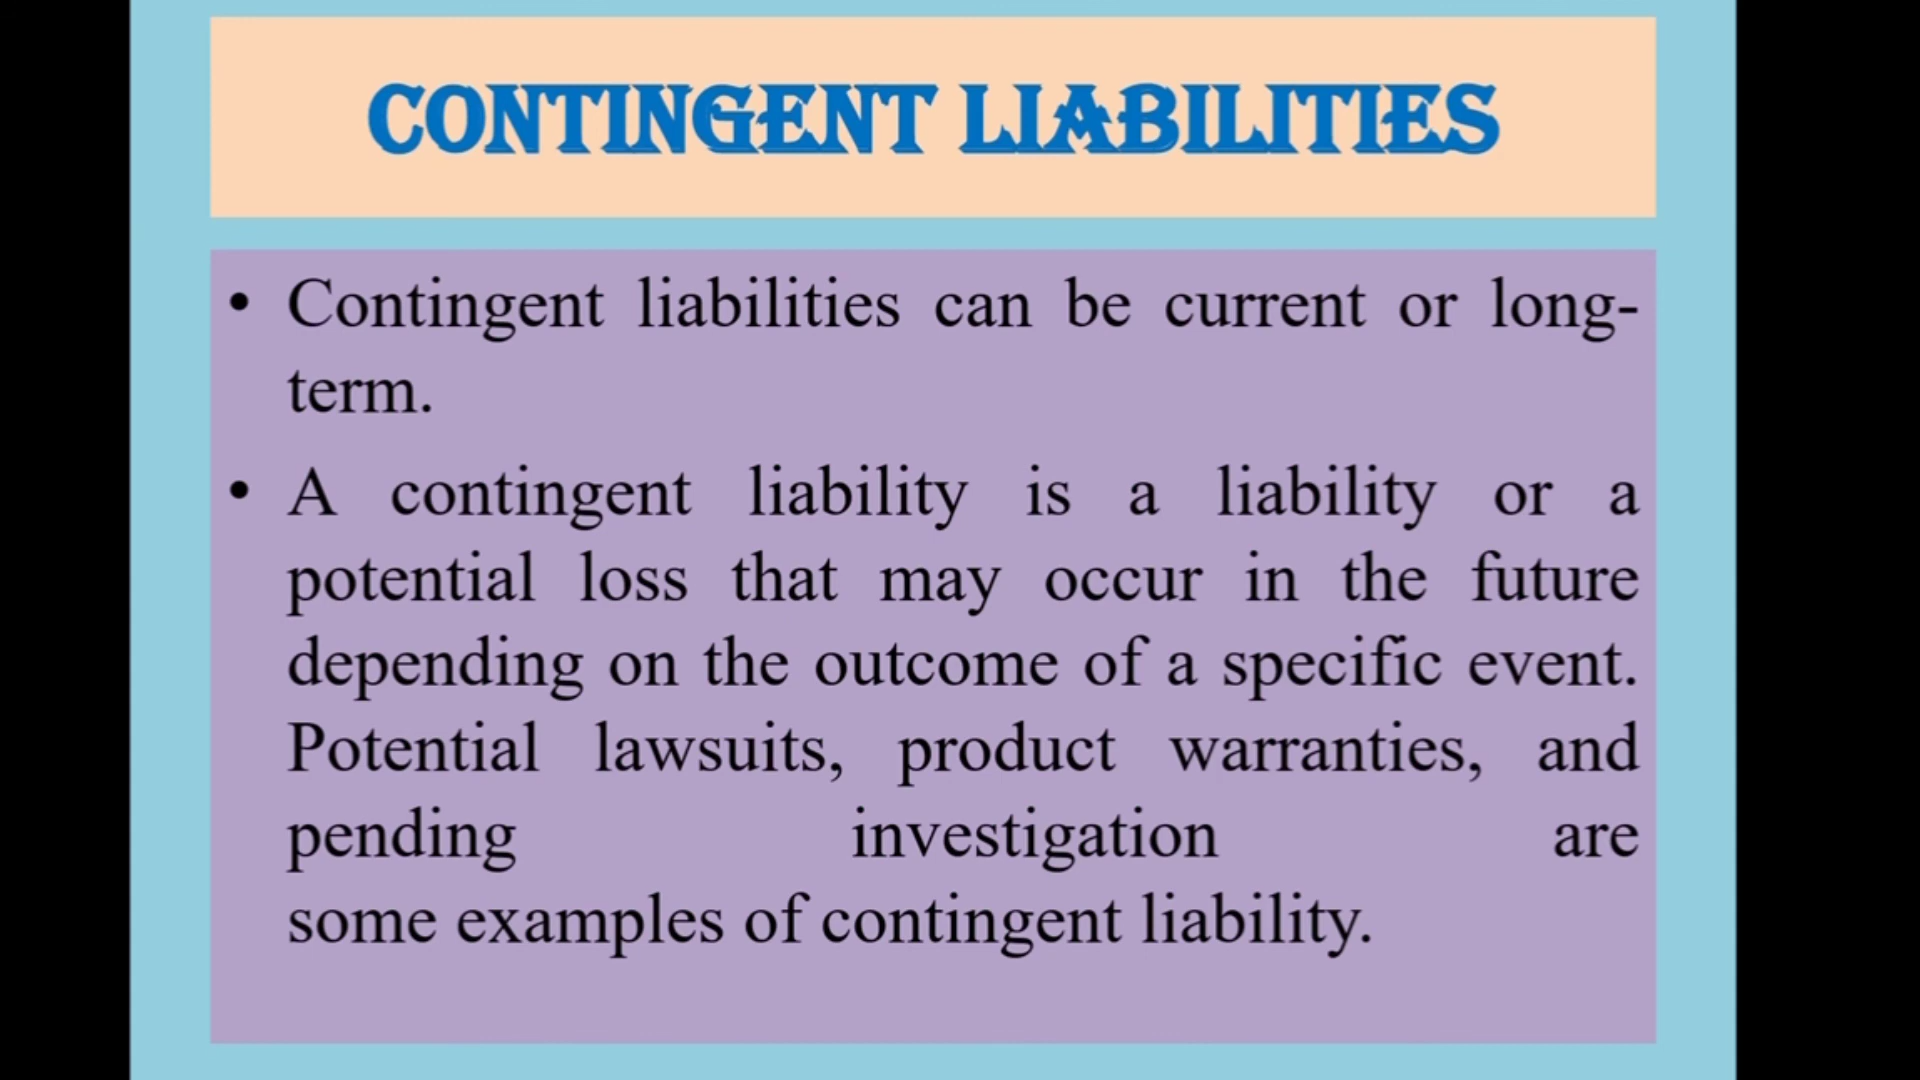 CONTINGENT LIABILITIES
• Contingent liabilities can be current or long-
term.
• A contingent liability is a liability or a
potential loss that may occur in the future
depending on the outcome of a specific event.
Potential lawsuits, product warranties, and
pending investigation are
some examples of contingent liability.